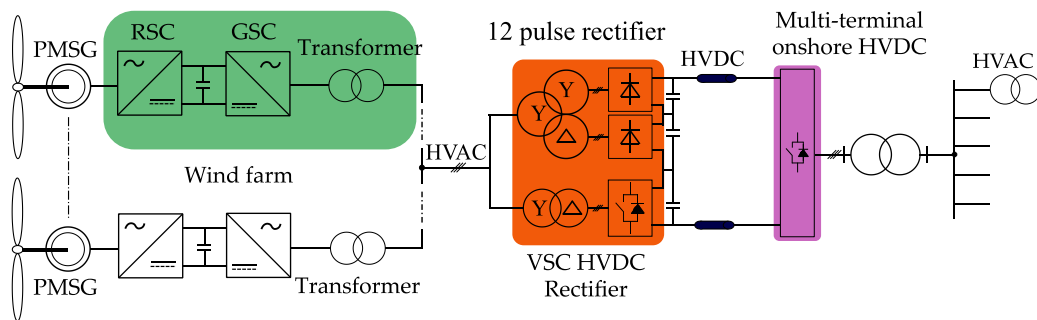 PMSG
RSC
GSC
Transformer
Wind farm
PMSG
Transformer
HVAC
12 pulse rectifier
Y
Y
△
Y
△
VSC HVDC
Rectifier
HVDC
Multi-terminal
onshore HVDC
HVAC